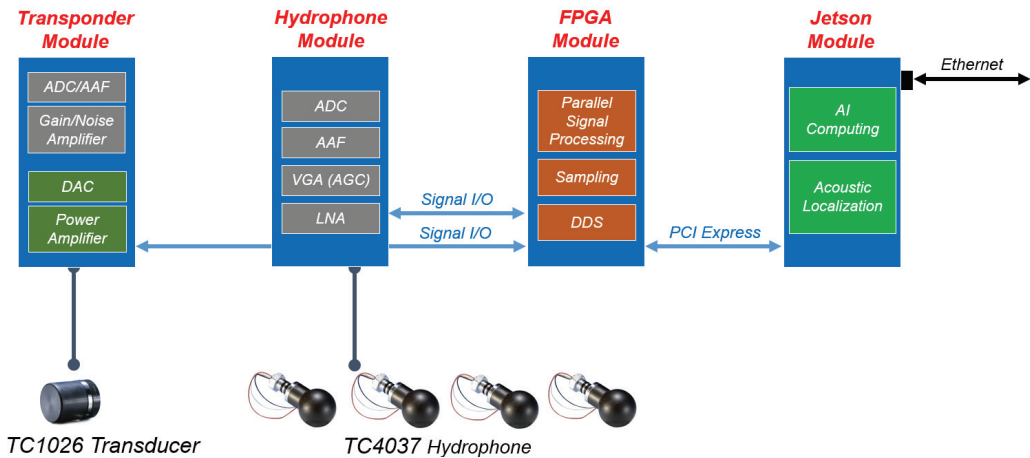 Transponder
Module
Hydrophone
Module
FPGA
Module
Jetson
Module
ADC/AAF
Gain/Noise
Amplifier
DAC
Power
Amplifier
ADC
AAF
VGA (AGC)
LNA
Signal I/O
Signal I/O
Parallel
Signal
Processing
Sampling
DDS
PCI Express
AI
Computing
Acoustic
Localization
Ethernet
TC1026 Transducer
TC4037 Hydrophone